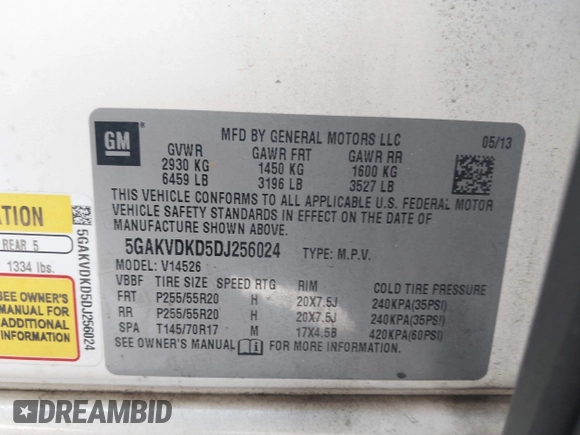 GM
MFD BY GENERAL MOTORS LLC
05/13
GVWR GAWR FRT GAWR RR
2930 KG 1450 KG 1600 KG
6459 LB 3196 LB 3527 LB
THIS VEHICLE CONFORMS TO ALL APPLICABLE U.S. FEDERAL MOTOR
VEHICLE SAFETY STANDARDS IN EFFECT ON THE DATE OF
MANUFACTURE SHOWN ABOVE.
5GAKVDKD5DJ256024 TYPE: M.P.V.
MODEL: V14526
VBBF TIRE SIZE SPEED RTG RIM COLD TIRE PRESSURE
FRT P255/55R20 H 20X7.5J 240KPA(35PSI)
RR P255/55R20 H 20X7.5J 240KPA(35PSI)
SPA T145/70R17 M 17X4.5B 420KPA(60PSI)
SEE OWNER'S MANUAL FOR MORE INFORMATION
ATION
REAR 5
1334 lbs.
SEE OWNER'S
MANUAL FOR
ADDITIONAL
INFORMATION
5GAKVDKD5DJ256024
DREAMBID